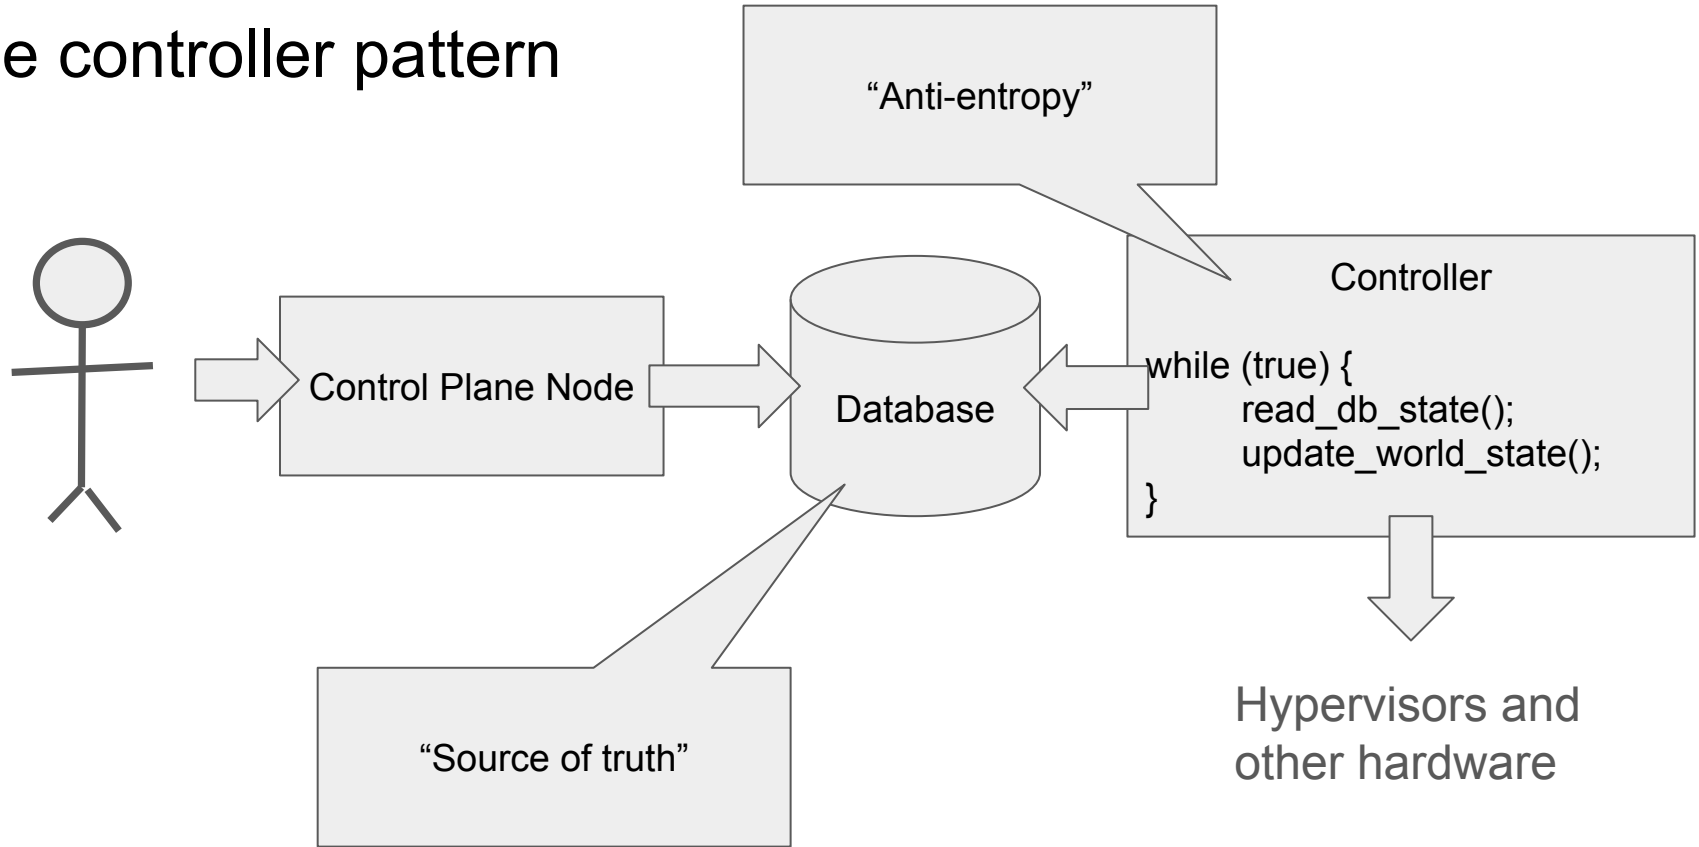 e controller pattern
“Anti-entropy”
Controller
while (true) {
read_db_state();
update_world_state();
}
Control Plane Node
Database
“Source of truth”
Hypervisors and
other hardware